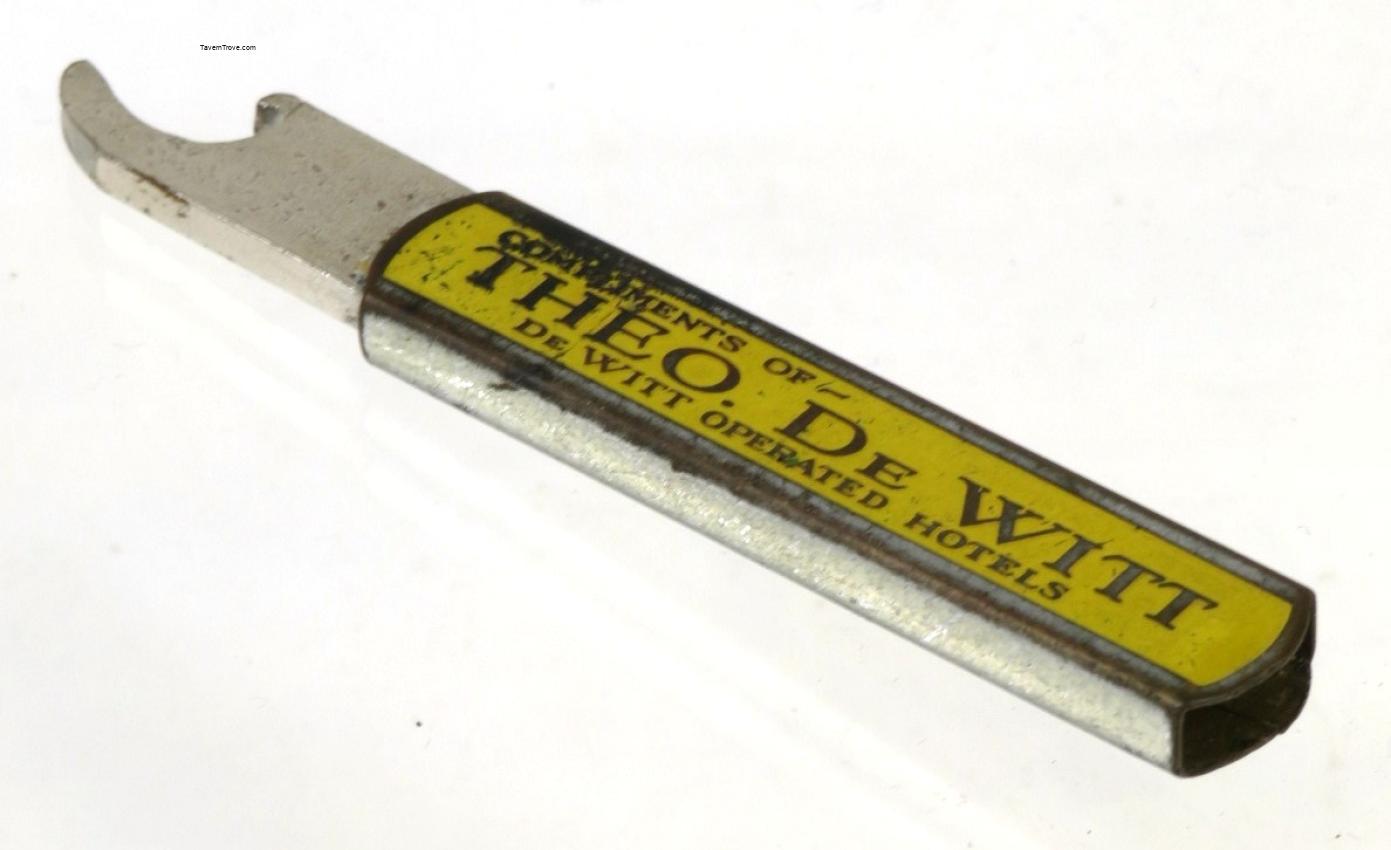 TavernTrove.com
COMPLIMENTS OF—
THEO. DE WITT
DE WITT OPERATED HOTELS